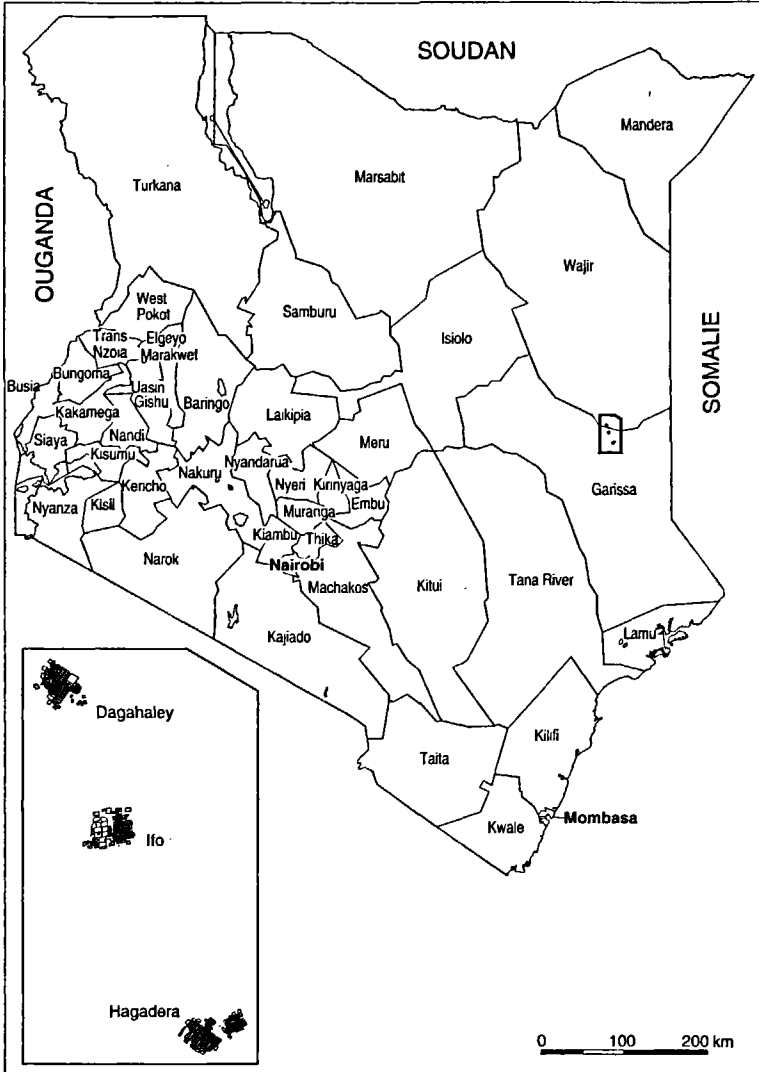 SOUDAN
Mandera
Turkana
Marsabit
OUGANDA
Wajir
West
Pokot
Samburu
SOMALIE
Trans
Nzoia
Elgeyo
Marakwet
Isiolo
Busia
Bungoma
Uasin
Gishu
Baringo
Laikipia
Kakamega
Meru
Siaya
Nandi
Kisumu
Nakuru
Nyandarua
Garissa
Kencho
Nyeri
Kirinyaga
Nyanza
Kisii
Embu
Muranga
Kiambu
Thika
Narok
Nairobi
Machakos
Kitui
Tana River
Kajiado
Lamu
Dagahaley
Kilifi
Taita
Kwale
Mombasa
Ifo
Hagadera
0 100 200 km